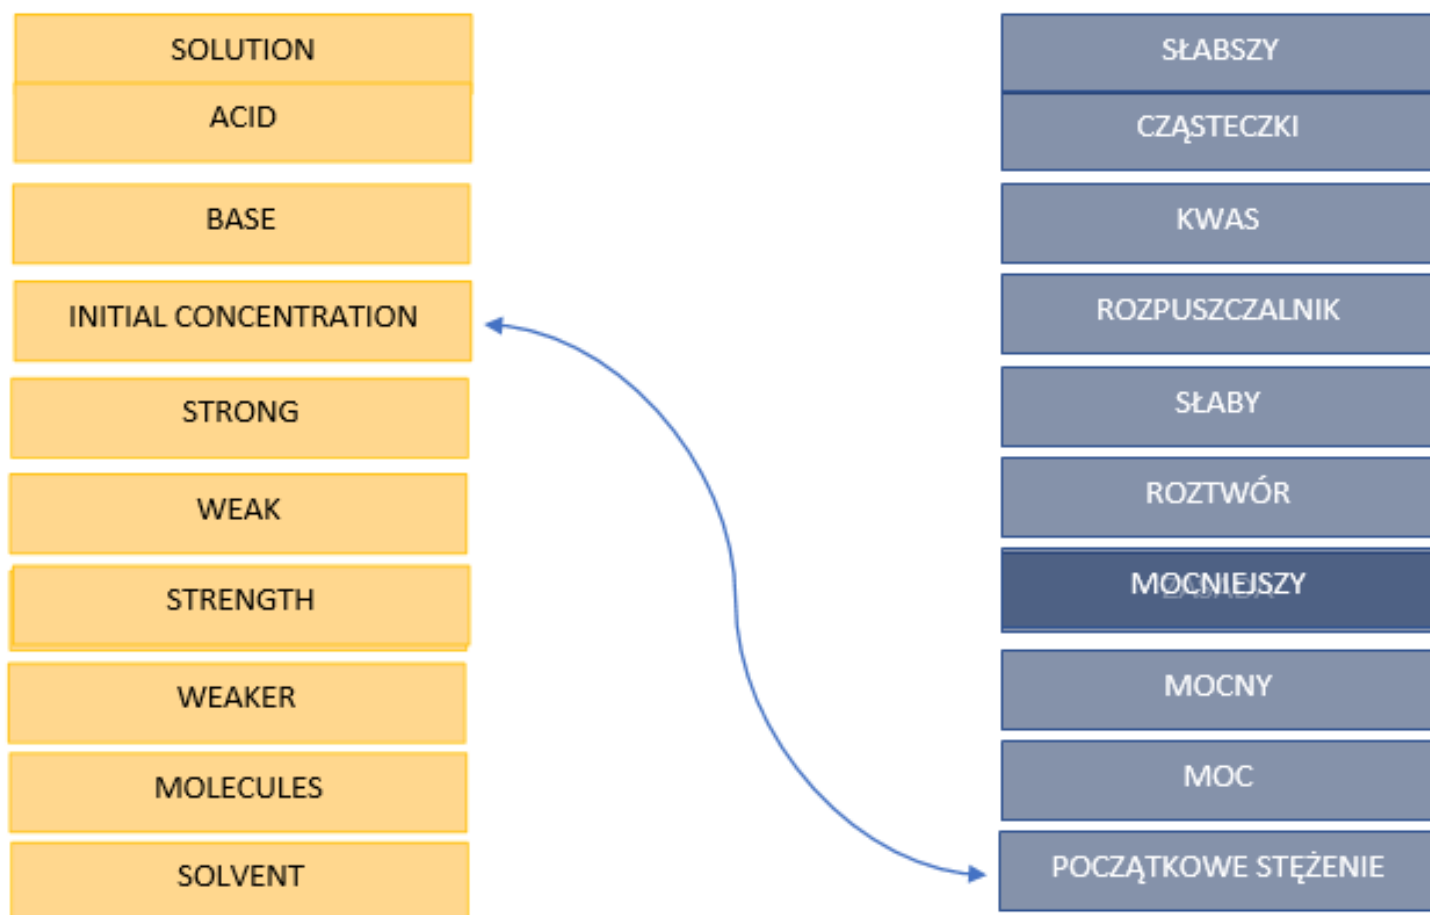 SOLUTION
ACID
BASE
INITIAL CONCENTRATION
STRONG
WEAK
STRENGTH
WEAKER
MOLECULES
SOLVENT
SŁABSZY
CZĄSTECZKI
KWAS
ROZPUSZCZALNIK
SŁABY
ROZTWÓR
MOCNIEJSZY
MOCNY
MOC
POCZĄTKOWE STĘŻENIE